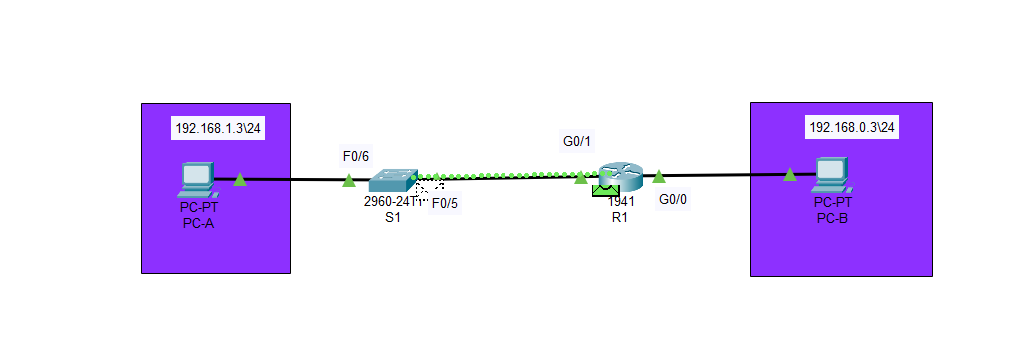 192.168.1.3\24
192.168.0.3\24
G0/1
F0/6
PC-PT
PC-A
2960-24T
S1
F0/5
1941
R1
G0/0
PC-PT
PC-B